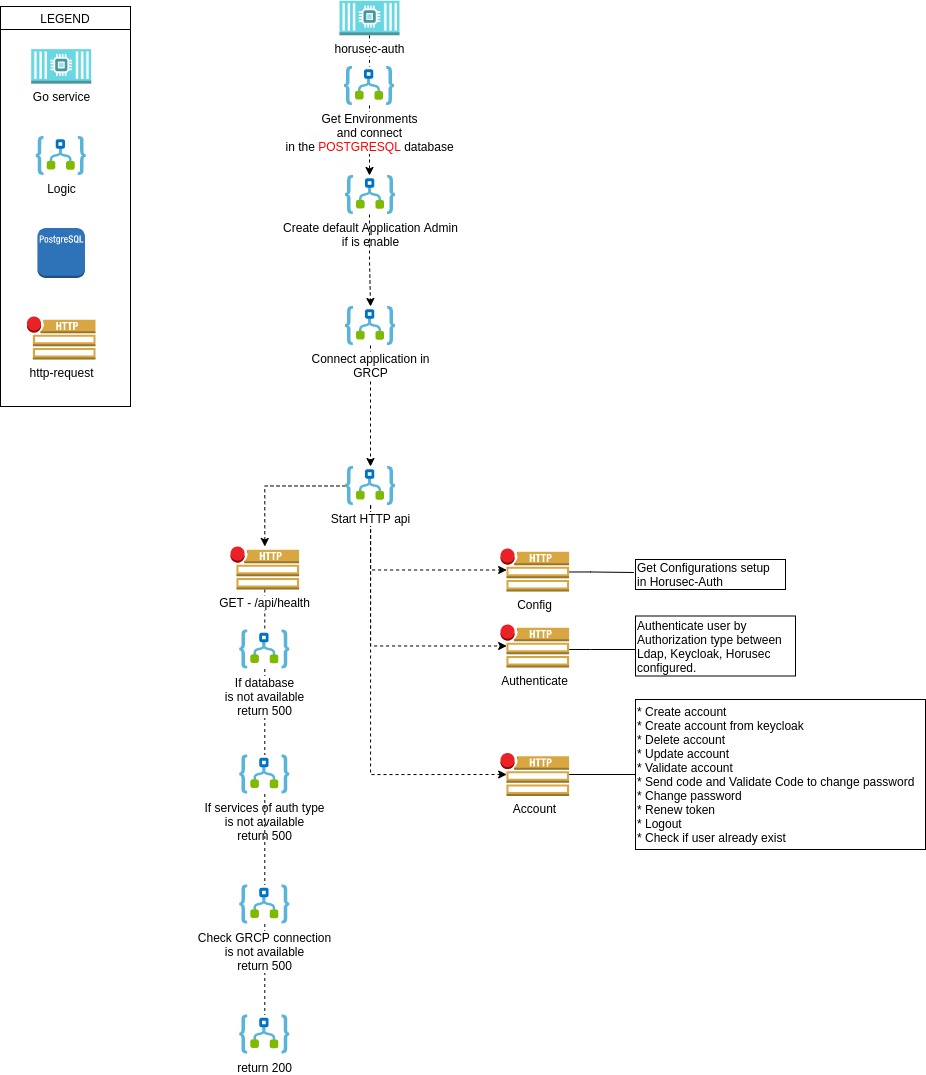 LEGEND
Go service
Logic
PostgreSQL
HTTP
http-request
horusec-auth
Get Environments
and connect
in the POSTGRESQL database
Create default Application Admin
if is enable
Connect application in
GRCP
Start HTTP api
HTTP
GET - /api/health
If database
is not available
return 500
If services of auth type
is not available
return 500
Check GRCP connection
is not available
return 500
return 200
HTTP
Config
Get Configurations setup
in Horusec-Auth
HTTP
Authenticate
Authenticate user by
Authorization type between
Ldap, Keycloak, Horusec
configured.
HTTP
Account
* Create account
* Create account from keycloak
* Delete account
* Update account
* Validate account
* Send code and Validate Code to change password
* Change password
* Renew token
* Logout
* Check if user already exist